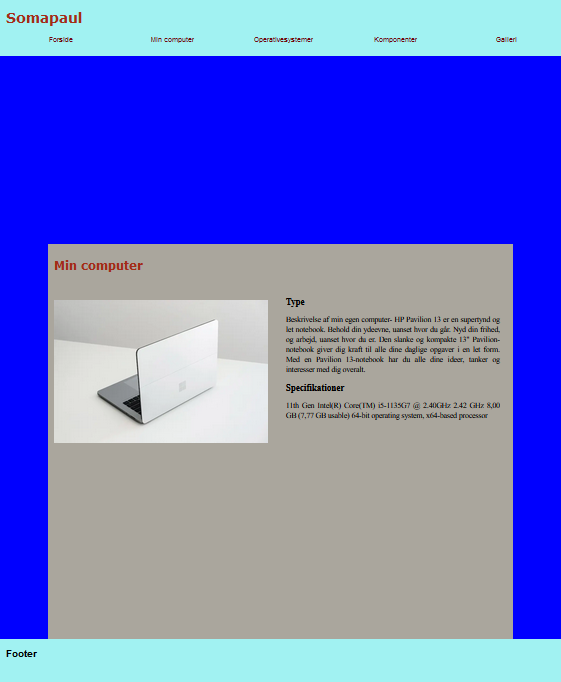 Somapaul
Forside Min computer Operativesystemer Komponenter Galleri
Min computer
Type
Beskrivelse af min egen computer- HP Pavilion 13 er en supertynd og
let notebook. Behold din ydeevne, uanset hvor du går. Nyd din frihed,
og arbejd, uanset hvor du er. Den slanke og kompakte 13" Pavilion-
notebook giver dig kraft til alle dine daglige opgaver i en let form.
Med en Pavilion 13-notebook har du alle dine ideer, tanker og
interesser med dig overalt.
Specifikationer
11th Gen Intel(R) Core(TM) i5-1135G7 @ 2.40GHz 2.42 GHz 8,00
GB (7,77 GB usable) 64-bit operating system, x64-based processor
Footer